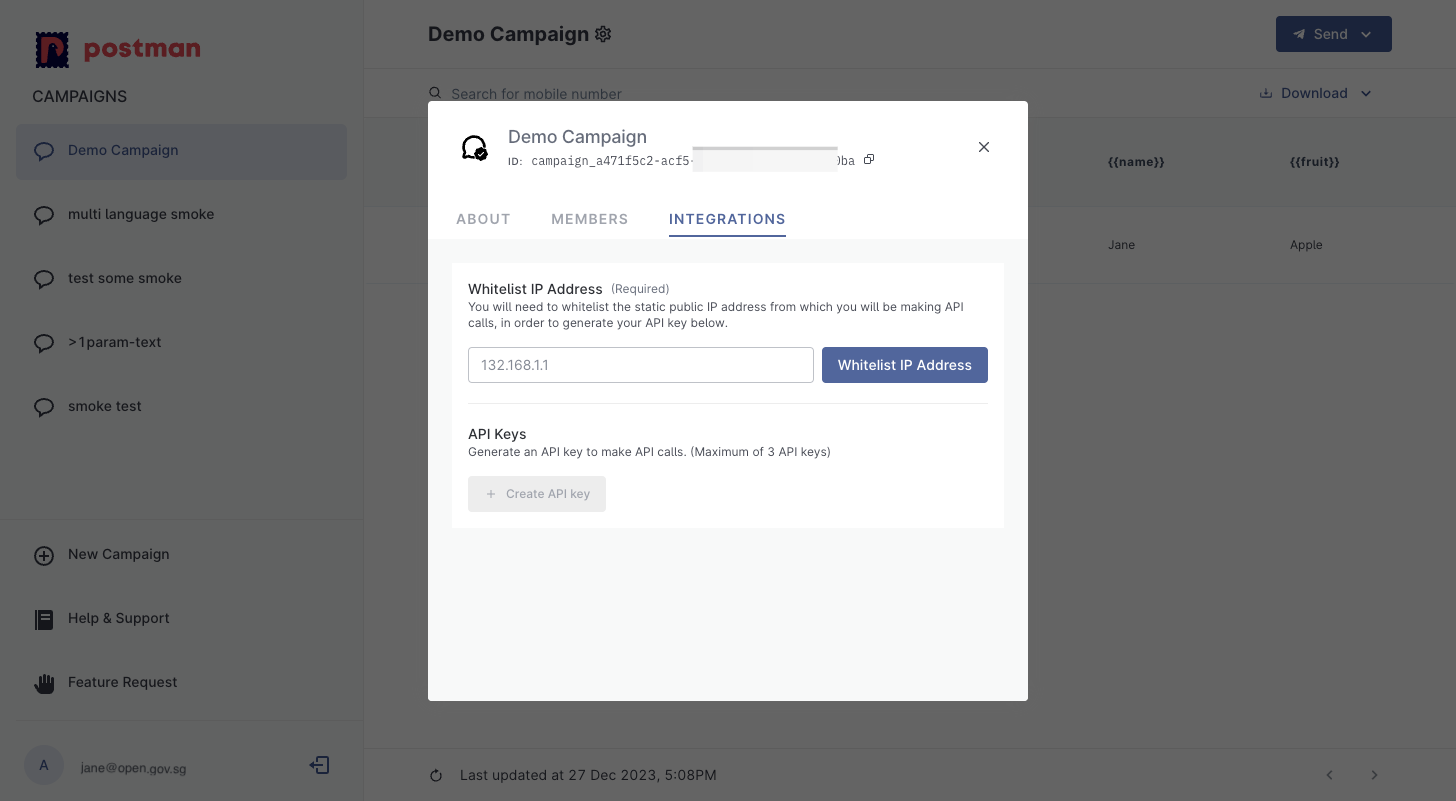 postman
CAMPAIGNS
Demo Campaign
multi language smoke
test some smoke
>1param-text
smoke test
New Campaign
Help & Support
Feature Request
A
jane@open.gov.sg
Demo Campaign
Send
Search for mobile number
Download
{{name}} {{fruit}}
Jane Apple
Demo Campaign
ID: campaign_a471f5c2-acf5- 0ba
ABOUT MEMBERS INTEGRATIONS
Whitelist IP Address (Required)
You will need to whitelist the static public IP address from which you will be making API
calls, in order to generate your API key below.
132.168.1.1 Whitelist IP Address
API Keys
Generate an API key to make API calls. (Maximum of 3 API keys)
+ Create API key
Last updated at 27 Dec 2023, 5:08PM